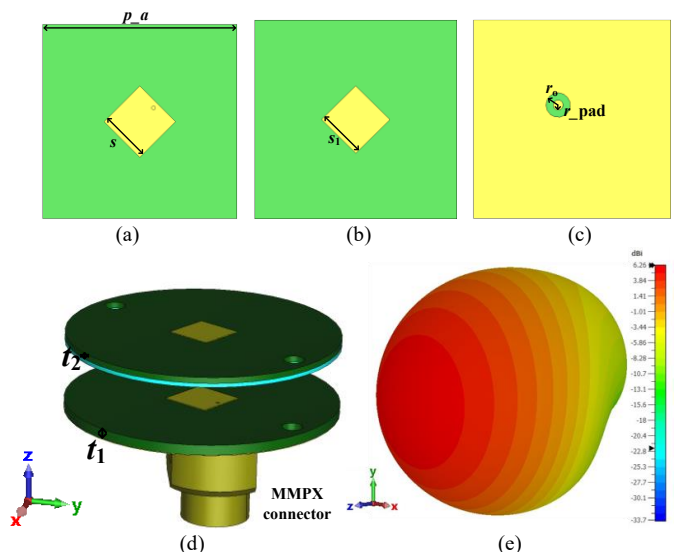 p_a
s
s1
ro
r_pad
(a)
(b)
(c)
dBi
6.26
3.84
1.41
-1.01
-3.44
-5.86
-8.28
-10.7
-13.1
-15.6
-18
-20.4
-22.8
-25.3
-27.7
-30.1
-33.7
t2
t1
z
y
x
MMPX
connector
y
z
x
(d)
(e)